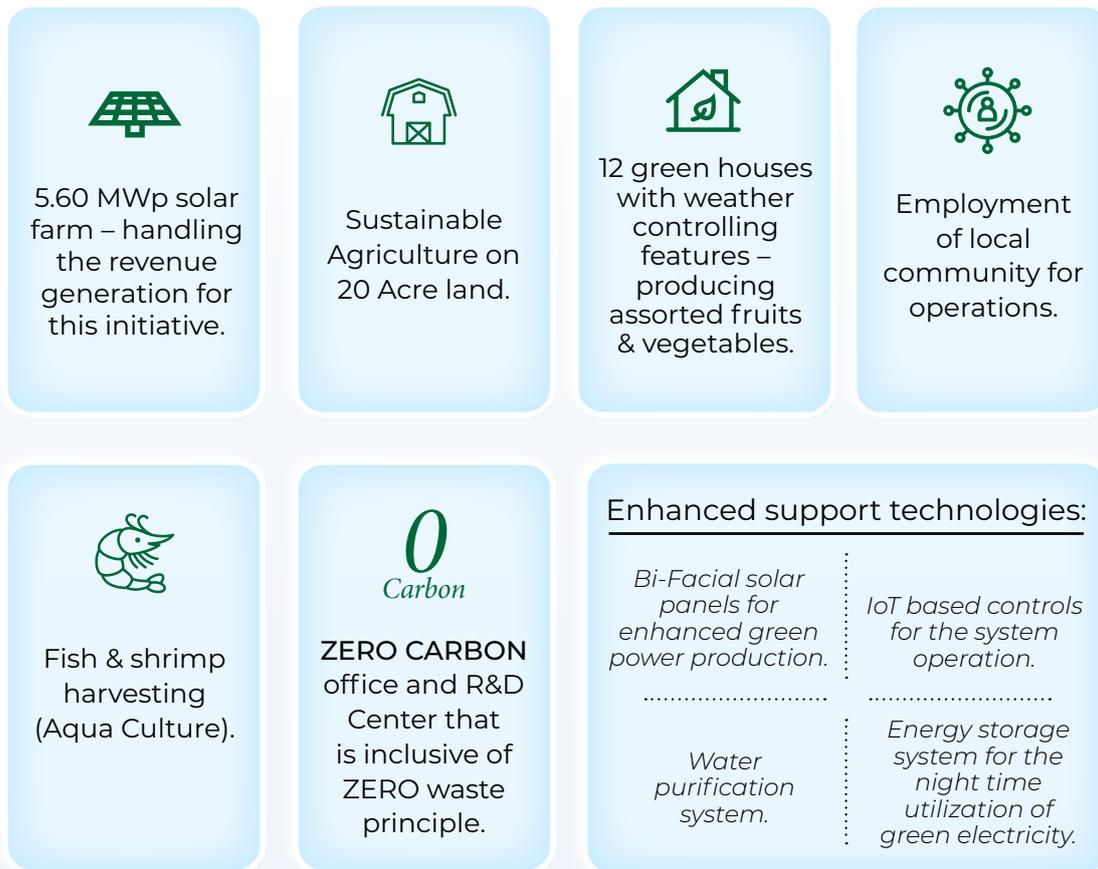 5.60 MWp solar
farm – handling
the revenue
generation for
this initiative.
Sustainable
Agriculture on
20 Acre land.
12 green houses
with weather
controlling
features –
producing
assorted fruits
& vegetables.
Employment
of local
community for
operations.
Fish & shrimp
harvesting
(Aqua Culture).
0
Carbon
ZERO CARBON
office and R&D
Center that
is inclusive of
ZERO waste
principle.
Enhanced support technologies:
Bi-Facial solar
panels for
enhanced green
power production.
IoT based controls
for the system
operation.
Water
purification
system.
Energy storage
system for the
night time
utilization of
green electricity.